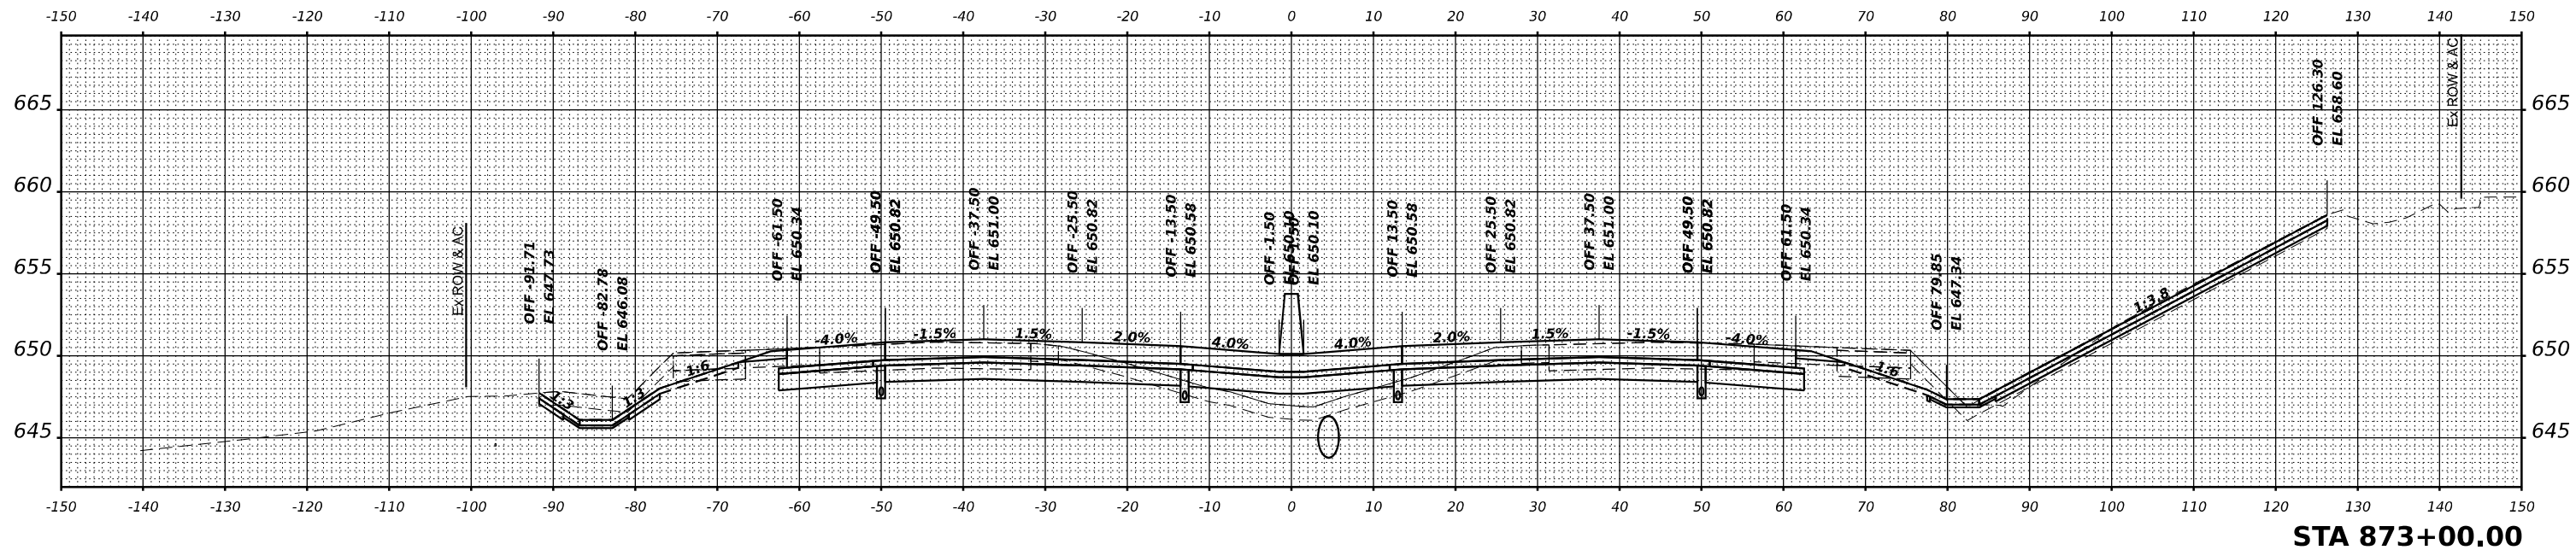 -150 -140 -130 -120 -110 -100 -90 -80 -70 -60 -50 -40 -30 -20 -10 0 10 20 30 40 50 60 70 80 90 100 110 120 130 140 150
665 665
660 660
655 655
650 650
645 645
Ex ROW & AC
OFF -91.71
EL 647.73
OFF -82.78
EL 646.08
OFF -61.50
EL 650.34
OFF -49.50
EL 650.82
OFF -37.50
EL 651.00
OFF -25.50
EL 650.82
OFF -13.50
EL 650.58
OFF -1.50
EL 650.10
OFF 1.50
EL 650.10
OFF 13.50
EL 650.58
OFF 25.50
EL 650.82
OFF 37.50
EL 651.00
OFF 49.50
EL 650.82
OFF 61.50
EL 650.34
OFF 79.85
EL 647.34
OFF 126.30
EL 658.60
Ex ROW & AC
1:3 1:3 1:6 -4.0% -1.5% 1.5% 2.0% 4.0% 4.0% 2.0% 1.5% -1.5% -4.0% 1:6 1:3.8
-150 -140 -130 -120 -110 -100 -90 -80 -70 -60 -50 -40 -30 -20 -10 0 10 20 30 40 50 60 70 80 90 100 110 120 130 140 150
STA 873+00.00